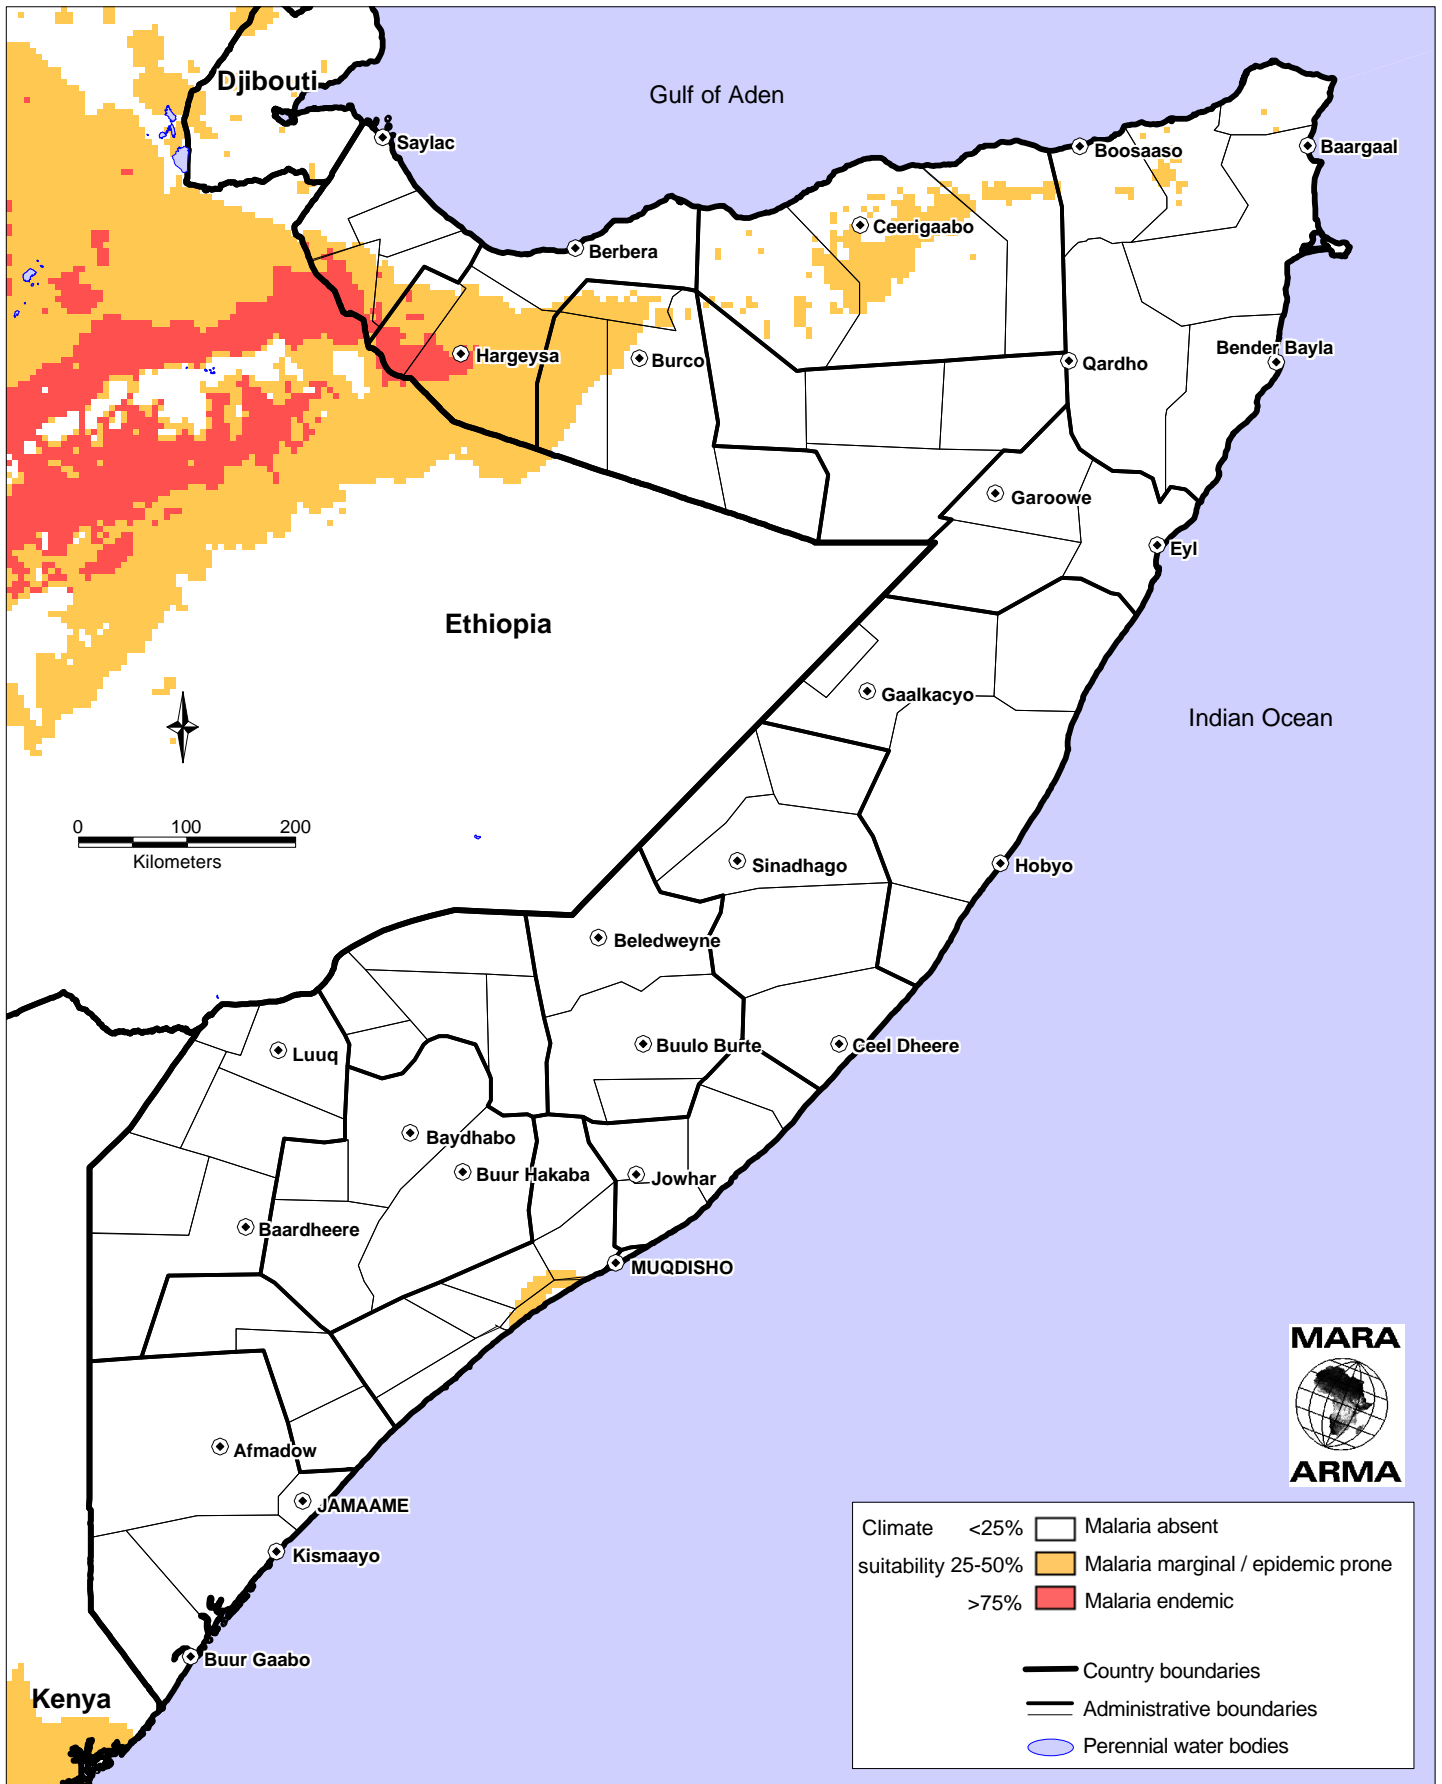 Djibouti
Gulf of Aden
Saylac
Boosaaso
Baargaal
Ceerigaabo
Berbera
Hargeysa
Burco
Qardho
Bender Bayla
Garoowe
Eyl
Ethiopia
Gaalkacyo
Indian Ocean
0 100 200
Kilometers
Sinadhago
Hobyo
Beledweyne
Luuq
Buulo Burte
Ceel Dheere
Baydhabo
Buur Hakaba
Jowhar
Baardheere
MUQDISHO
MARA
ARMA
Afmadow
JAMAAME
Kismaayo
Buur Gaabo
Kenya
Climate <25% Malaria absent
suitability 25-50% Malaria marginal / epidemic prone
>75% Malaria endemic
Country boundaries
Administrative boundaries
Perennial water bodies